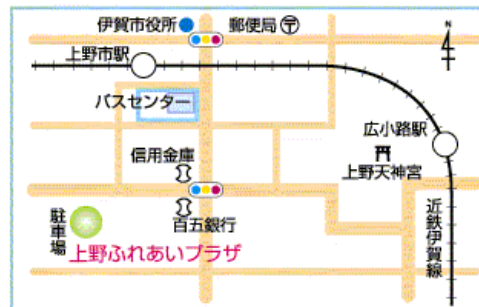 伊賀市役所
郵便局 〒
N
上野市駅
バスセンター
広小路駅
上野天神宮
信用金庫
百五銀行
駐車場
上野ふれあいプラザ
近鉄伊賀線